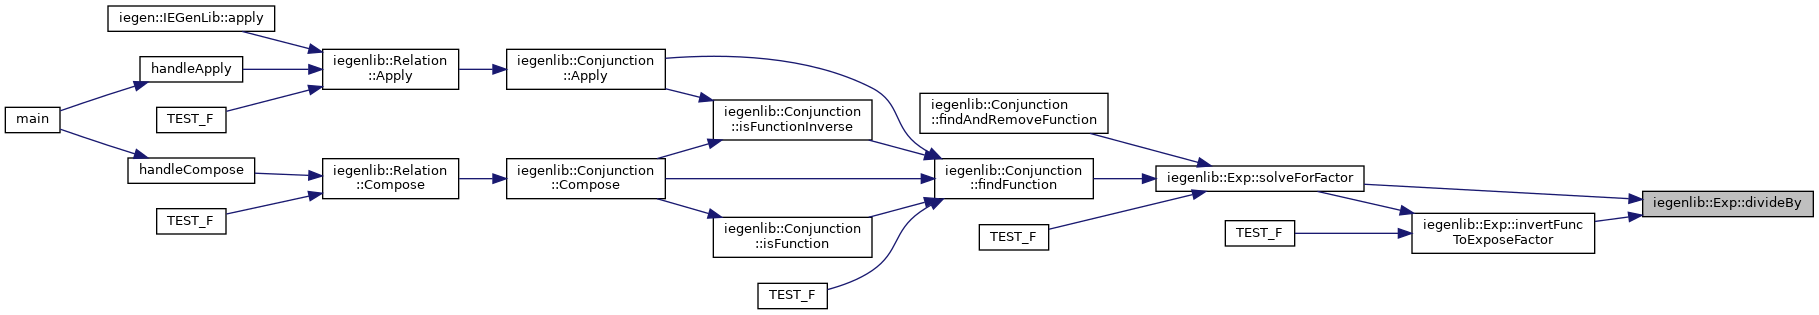 iegen::IEGenLib::apply
handleApply
TEST_F
main
handleCompose
TEST_F
iegenlib::Relation
::Apply
iegenlib::Relation
::Compose
iegenlib::Conjunction
::Apply
iegenlib::Conjunction
::Compose
iegenlib::Conjunction
::isFunctionInverse
iegenlib::Conjunction
::isFunction
TEST_F
iegenlib::Conjunction
::findAndRemoveFunction
iegenlib::Conjunction
::findFunction
TEST_F
iegenlib::Exp::solveForFactor
TEST_F
iegenlib::Exp::invertFunc
ToExposeFactor
iegenlib::Exp::divideBy